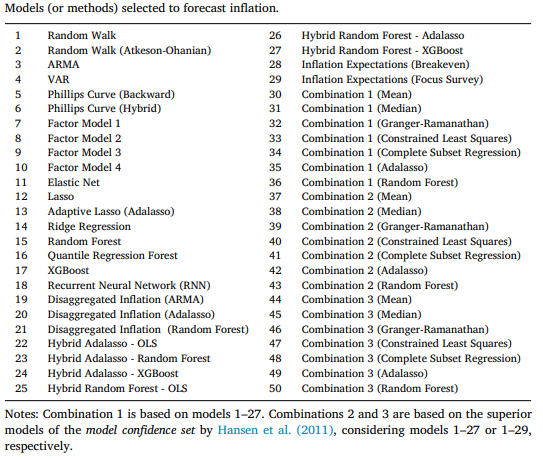 Models (or methods) selected to forecast inflation.
1 Random Walk
2 Random Walk (Atkeson-Ohanian)
3 ARMA
4 VAR
5 Phillips Curve (Backward)
6 Phillips Curve (Hybrid)
7 Factor Model 1
8 Factor Model 2
9 Factor Model 3
10 Factor Model 4
11 Elastic Net
12 Lasso
13 Adaptive Lasso (Adalasso)
14 Ridge Regression
15 Random Forest
16 Quantile Regression Forest
17 XGBoost
18 Recurrent Neural Network (RNN)
19 Disaggregated Inflation (ARMA)
20 Disaggregated Inflation (Adalasso)
21 Disaggregated Inflation (Random Forest)
22 Hybrid Adalasso - OLS
23 Hybrid Adalasso - Random Forest
24 Hybrid Adalasso - XGBoost
25 Hybrid Random Forest - OLS
26 Hybrid Random Forest - Adalasso
27 Hybrid Random Forest - XGBoost
28 Inflation Expectations (Breakeven)
29 Inflation Expectations (Focus Survey)
30 Combination 1 (Mean)
31 Combination 1 (Median)
32 Combination 1 (Granger-Ramanathan)
33 Combination 1 (Constrained Least Squares)
34 Combination 1 (Complete Subset Regression)
35 Combination 1 (Adalasso)
36 Combination 1 (Random Forest)
37 Combination 2 (Mean)
38 Combination 2 (Median)
39 Combination 2 (Granger-Ramanathan)
40 Combination 2 (Constrained Least Squares)
41 Combination 2 (Complete Subset Regression)
42 Combination 2 (Adalasso)
43 Combination 2 (Random Forest)
44 Combination 3 (Mean)
45 Combination 3 (Median)
46 Combination 3 (Granger-Ramanathan)
47 Combination 3 (Constrained Least Squares)
48 Combination 3 (Complete Subset Regression)
49 Combination 3 (Adalasso)
50 Combination 3 (Random Forest)
Notes: Combination 1 is based on models 1–27. Combinations 2 and 3 are based on the superior
models of the model confidence set by Hansen et al. (2011), considering models 1–27 or 1–29,
respectively.